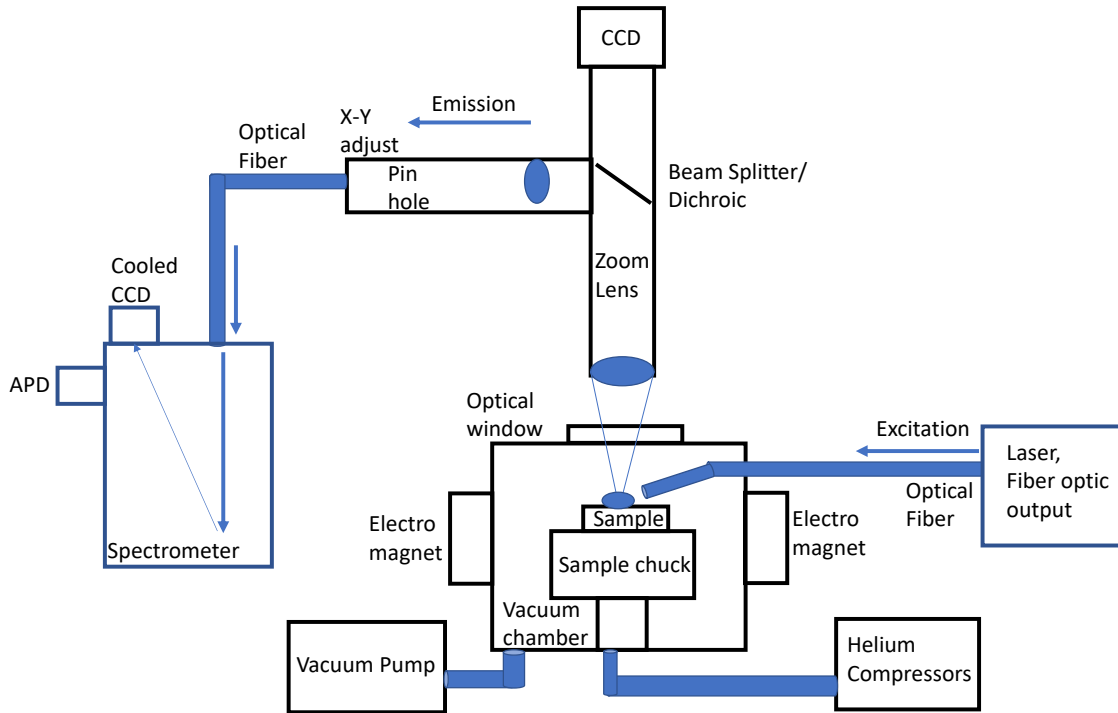 CCD
Emission
X-Y
adjust
Optical
Fiber
Pin
hole
Beam Splitter/
Dichroic
Zoom
Lens
Cooled
CCD
APD
Spectrometer
Optical
window
Excitation
Laser,
Fiber optic
output
Optical
Fiber
Electro
magnet
Sample
Electro
magnet
Sample chuck
Vacuum
chamber
Vacuum Pump
Helium
Compressors